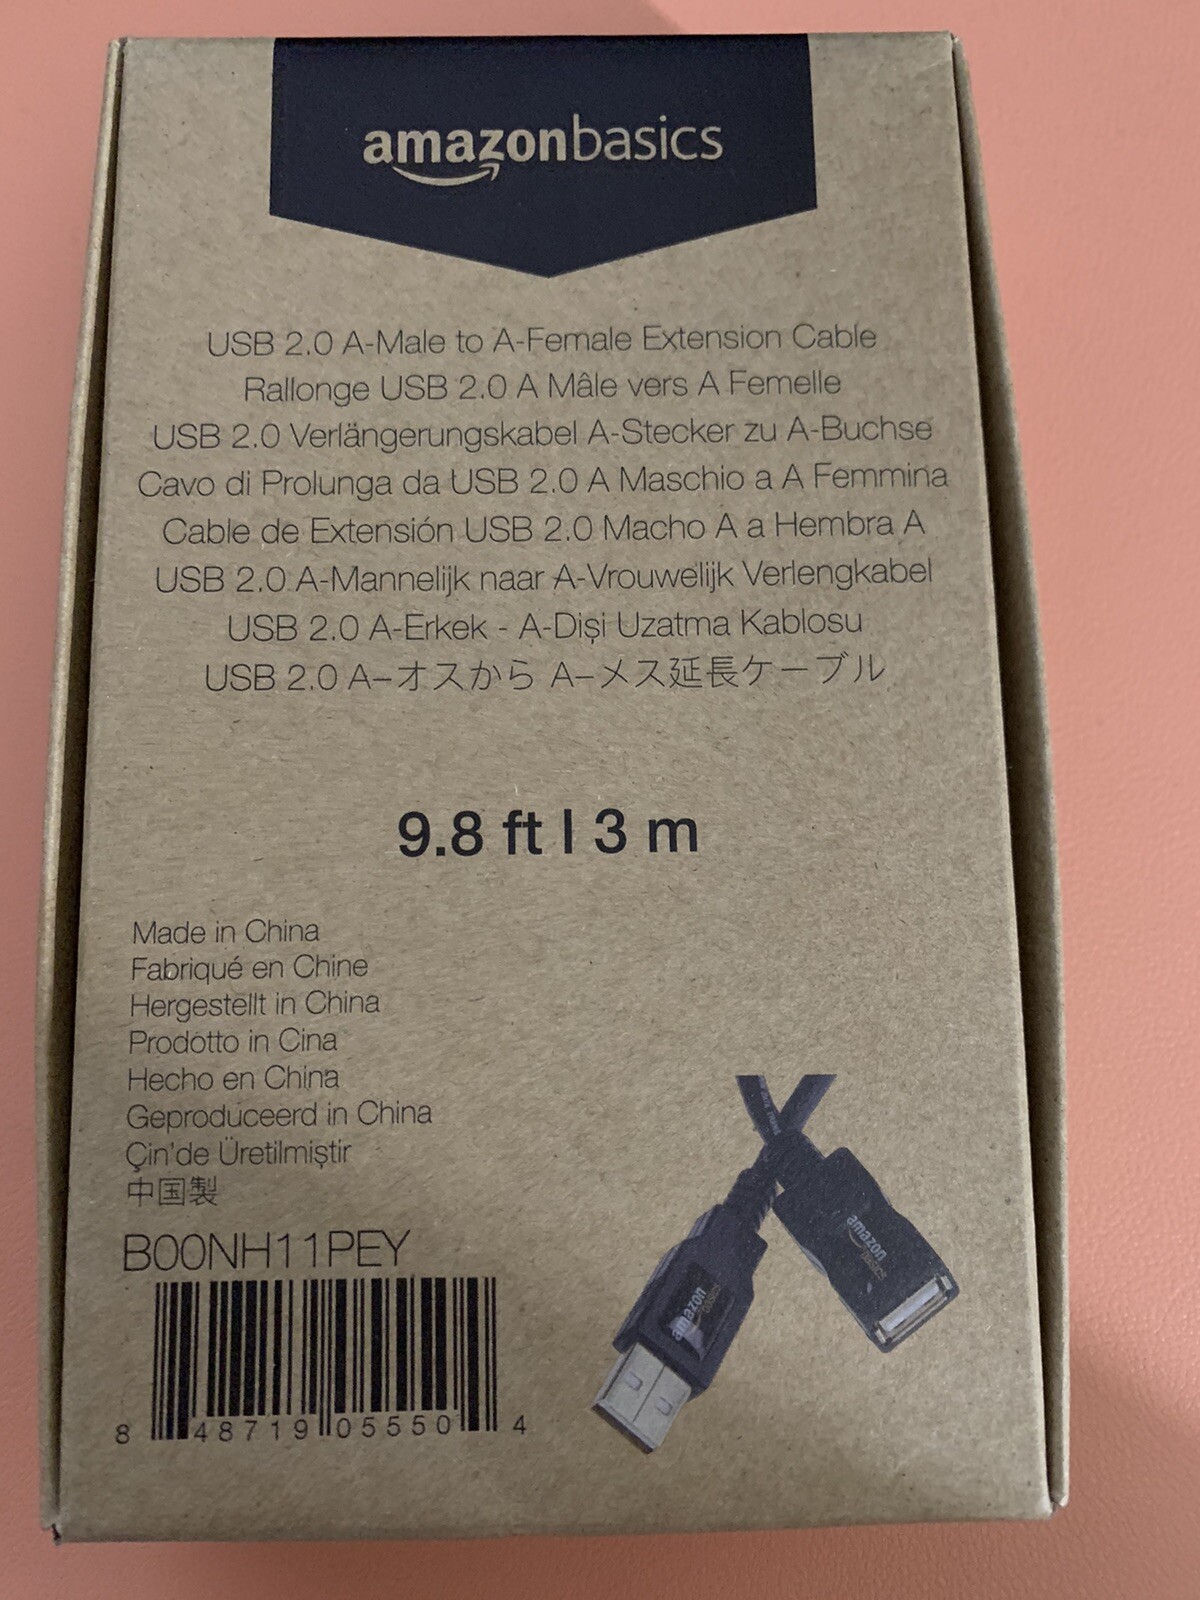 amazonbasics
USB 2.0 A-Male to A-Female Extension Cable
Rallonge USB 2.0 A Mâle vers A Femelle
USB 2.0 Verlängerungskabel A-Stecker zu A-Buchse
Cavo di Prolunga da USB 2.0 A Maschio a A Femmina
Cable de Extensión USB 2.0 Macho A a Hembra A
USB 2.0 A-Mannelijk naar A-Vrouwelijk Verlengkabel
USB 2.0 A-Erkek - A-Dişi Uzatma Kablosu
USB 2.0 A-オスから A-メス延長ケーブル
9.8 ft | 3 m
Made in China
Fabriqué en Chine
Hergestellt in China
Prodotto in Cina
Hecho en China
Geproduceerd in China
Çin'de Üretilmiştir
中国製
B00NH11PEY
8 48719 05550 4
amazon
basics
amazon
basics